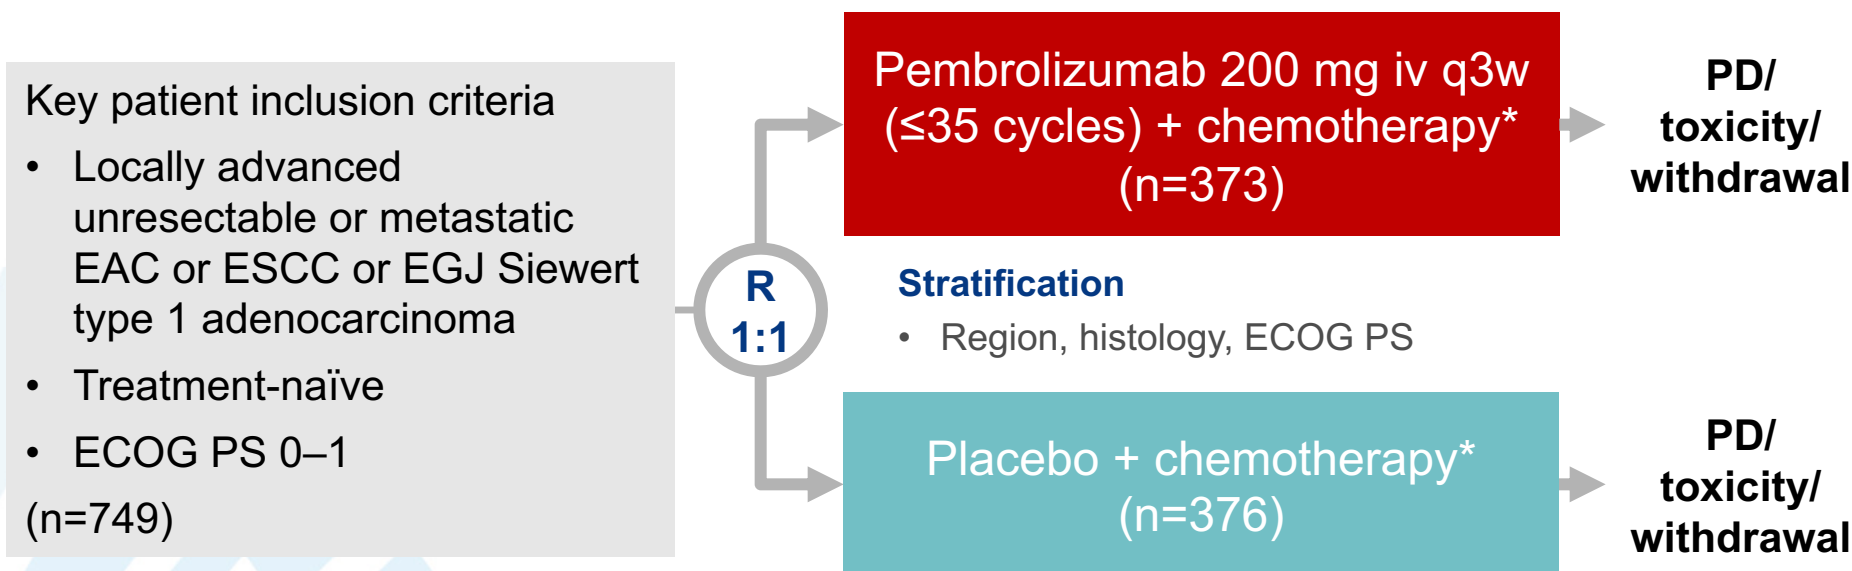 Key patient inclusion criteria
• Locally advanced
unresectable or metastatic
EAC or ESCC or EGJ Siewert
type 1 adenocarcinoma
• Treatment-naïve
• ECOG PS 0–1
(n=749)
R
1:1
Pembrolizumab 200 mg iv q3w
(≤35 cycles) + chemotherapy*
(n=373)
PD/
toxicity/
withdrawal
Stratification
• Region, histology, ECOG PS
Placebo + chemotherapy*
(n=376)
PD/
toxicity/
withdrawal